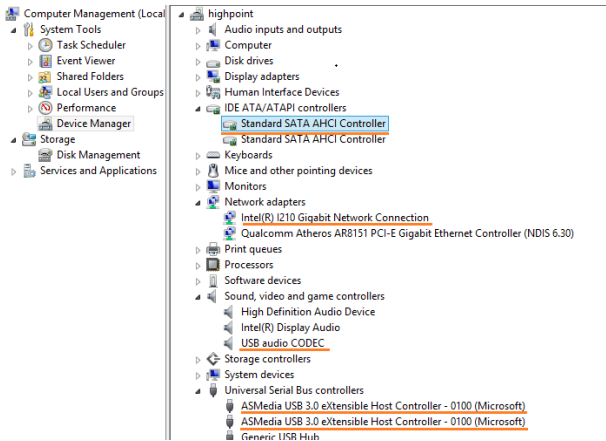 Computer Management (Local
System Tools
Task Scheduler
Event Viewer
Shared Folders
Local Users and Groups
Performance
Device Manager
Storage
Disk Management
Services and Applications
highpoint
Audio inputs and outputs
Computer
Disk drives
Display adapters
Human Interface Devices
IDE ATA/ATAPI controllers
Standard SATA AHCI Controller
Standard SATA AHCI Controller
Keyboards
Mice and other pointing devices
Monitors
Network adapters
Intel(R) I210 Gigabit Network Connection
Qualcomm Atheros AR8151 PCI-E Gigabit Ethernet Controller (NDIS 6.30)
Print queues
Processors
Software devices
Sound, video and game controllers
High Definition Audio Device
Intel(R) Display Audio
USB audio CODEC
Storage controllers
System devices
Universal Serial Bus controllers
ASMedia USB 3.0 eXtensible Host Controller - 0100 (Microsoft)
ASMedia USB 3.0 eXtensible Host Controller - 0100 (Microsoft)
Generic USB Hub